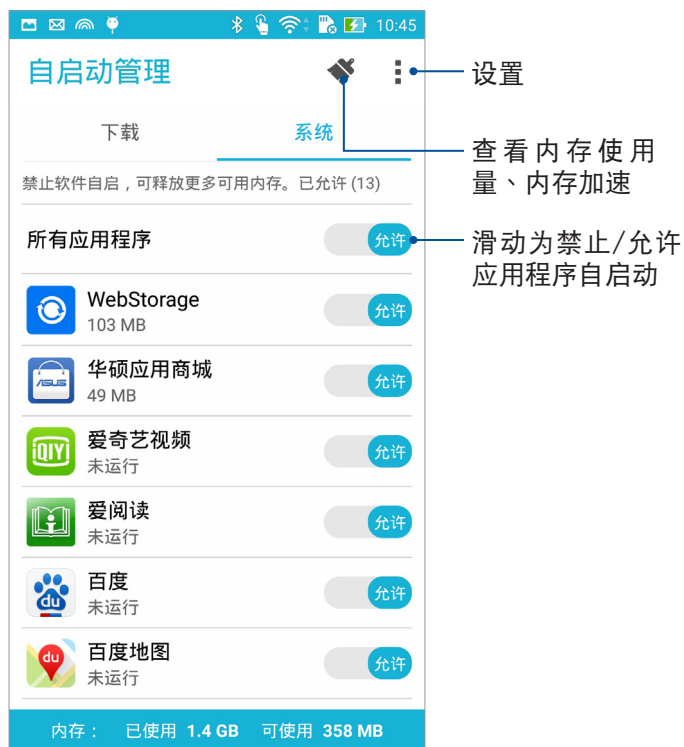 10:45
自启动管理
设置
下载
系统
查看内存使用
量、内存加速
禁止软件自启，可释放更多可用内存。已允许 (13)
所有应用程序
允许
滑动为禁止/允许
应用程序自启动
WebStorage
103 MB
允许
华硕应用商城
49 MB
允许
ASUS
爱奇艺视频
未运行
允许
iQIYI
爱阅读
未运行
允许
百度
未运行
允许
du
百度地图
未运行
允许
du
内存： 已使用 1.4 GB 可使用 358 MB